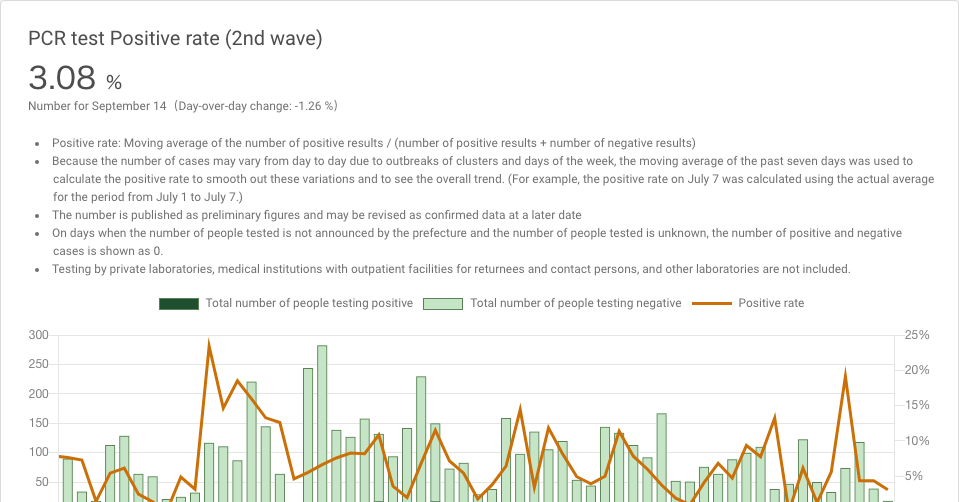 PCR test Positive rate (2nd wave)
3.08 %
Number for September 14（Day-over-day change: -1.26 %）
• Positive rate: Moving average of the number of positive results / (number of positive results + number of negative results)
• Because the number of cases may vary from day to day due to outbreaks of clusters and days of the week, the moving average of the past seven days was used to
calculate the positive rate to smooth out these variations and to see the overall trend. (For example, the positive rate on July 7 was calculated using the actual average
for the period from July 1 to July 7.)
• The number is published as preliminary figures and may be revised as confirmed data at a later date
• On days when the number of people tested is not announced by the prefecture and the number of people tested is unknown, the number of positive and negative
cases is shown as 0.
• Testing by private laboratories, medical institutions with outpatient facilities for returnees and contact persons, and other laboratories are not included.
Total number of people testing positive Total number of people testing negative Positive rate
300 25%
250
20%
200
15%
150
10%
100
50 5%